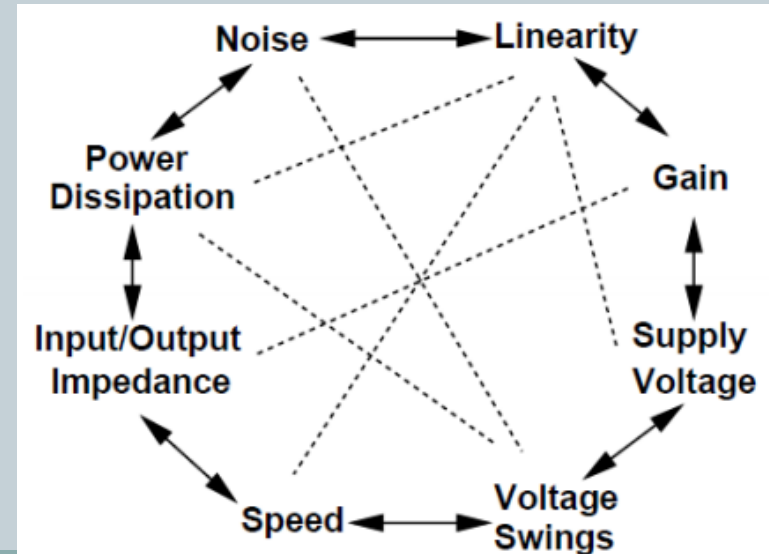 Noise
Linearity
Power
Dissipation
Gain
Input/Output
Impedance
Supply
Voltage
Speed
Voltage
Swings